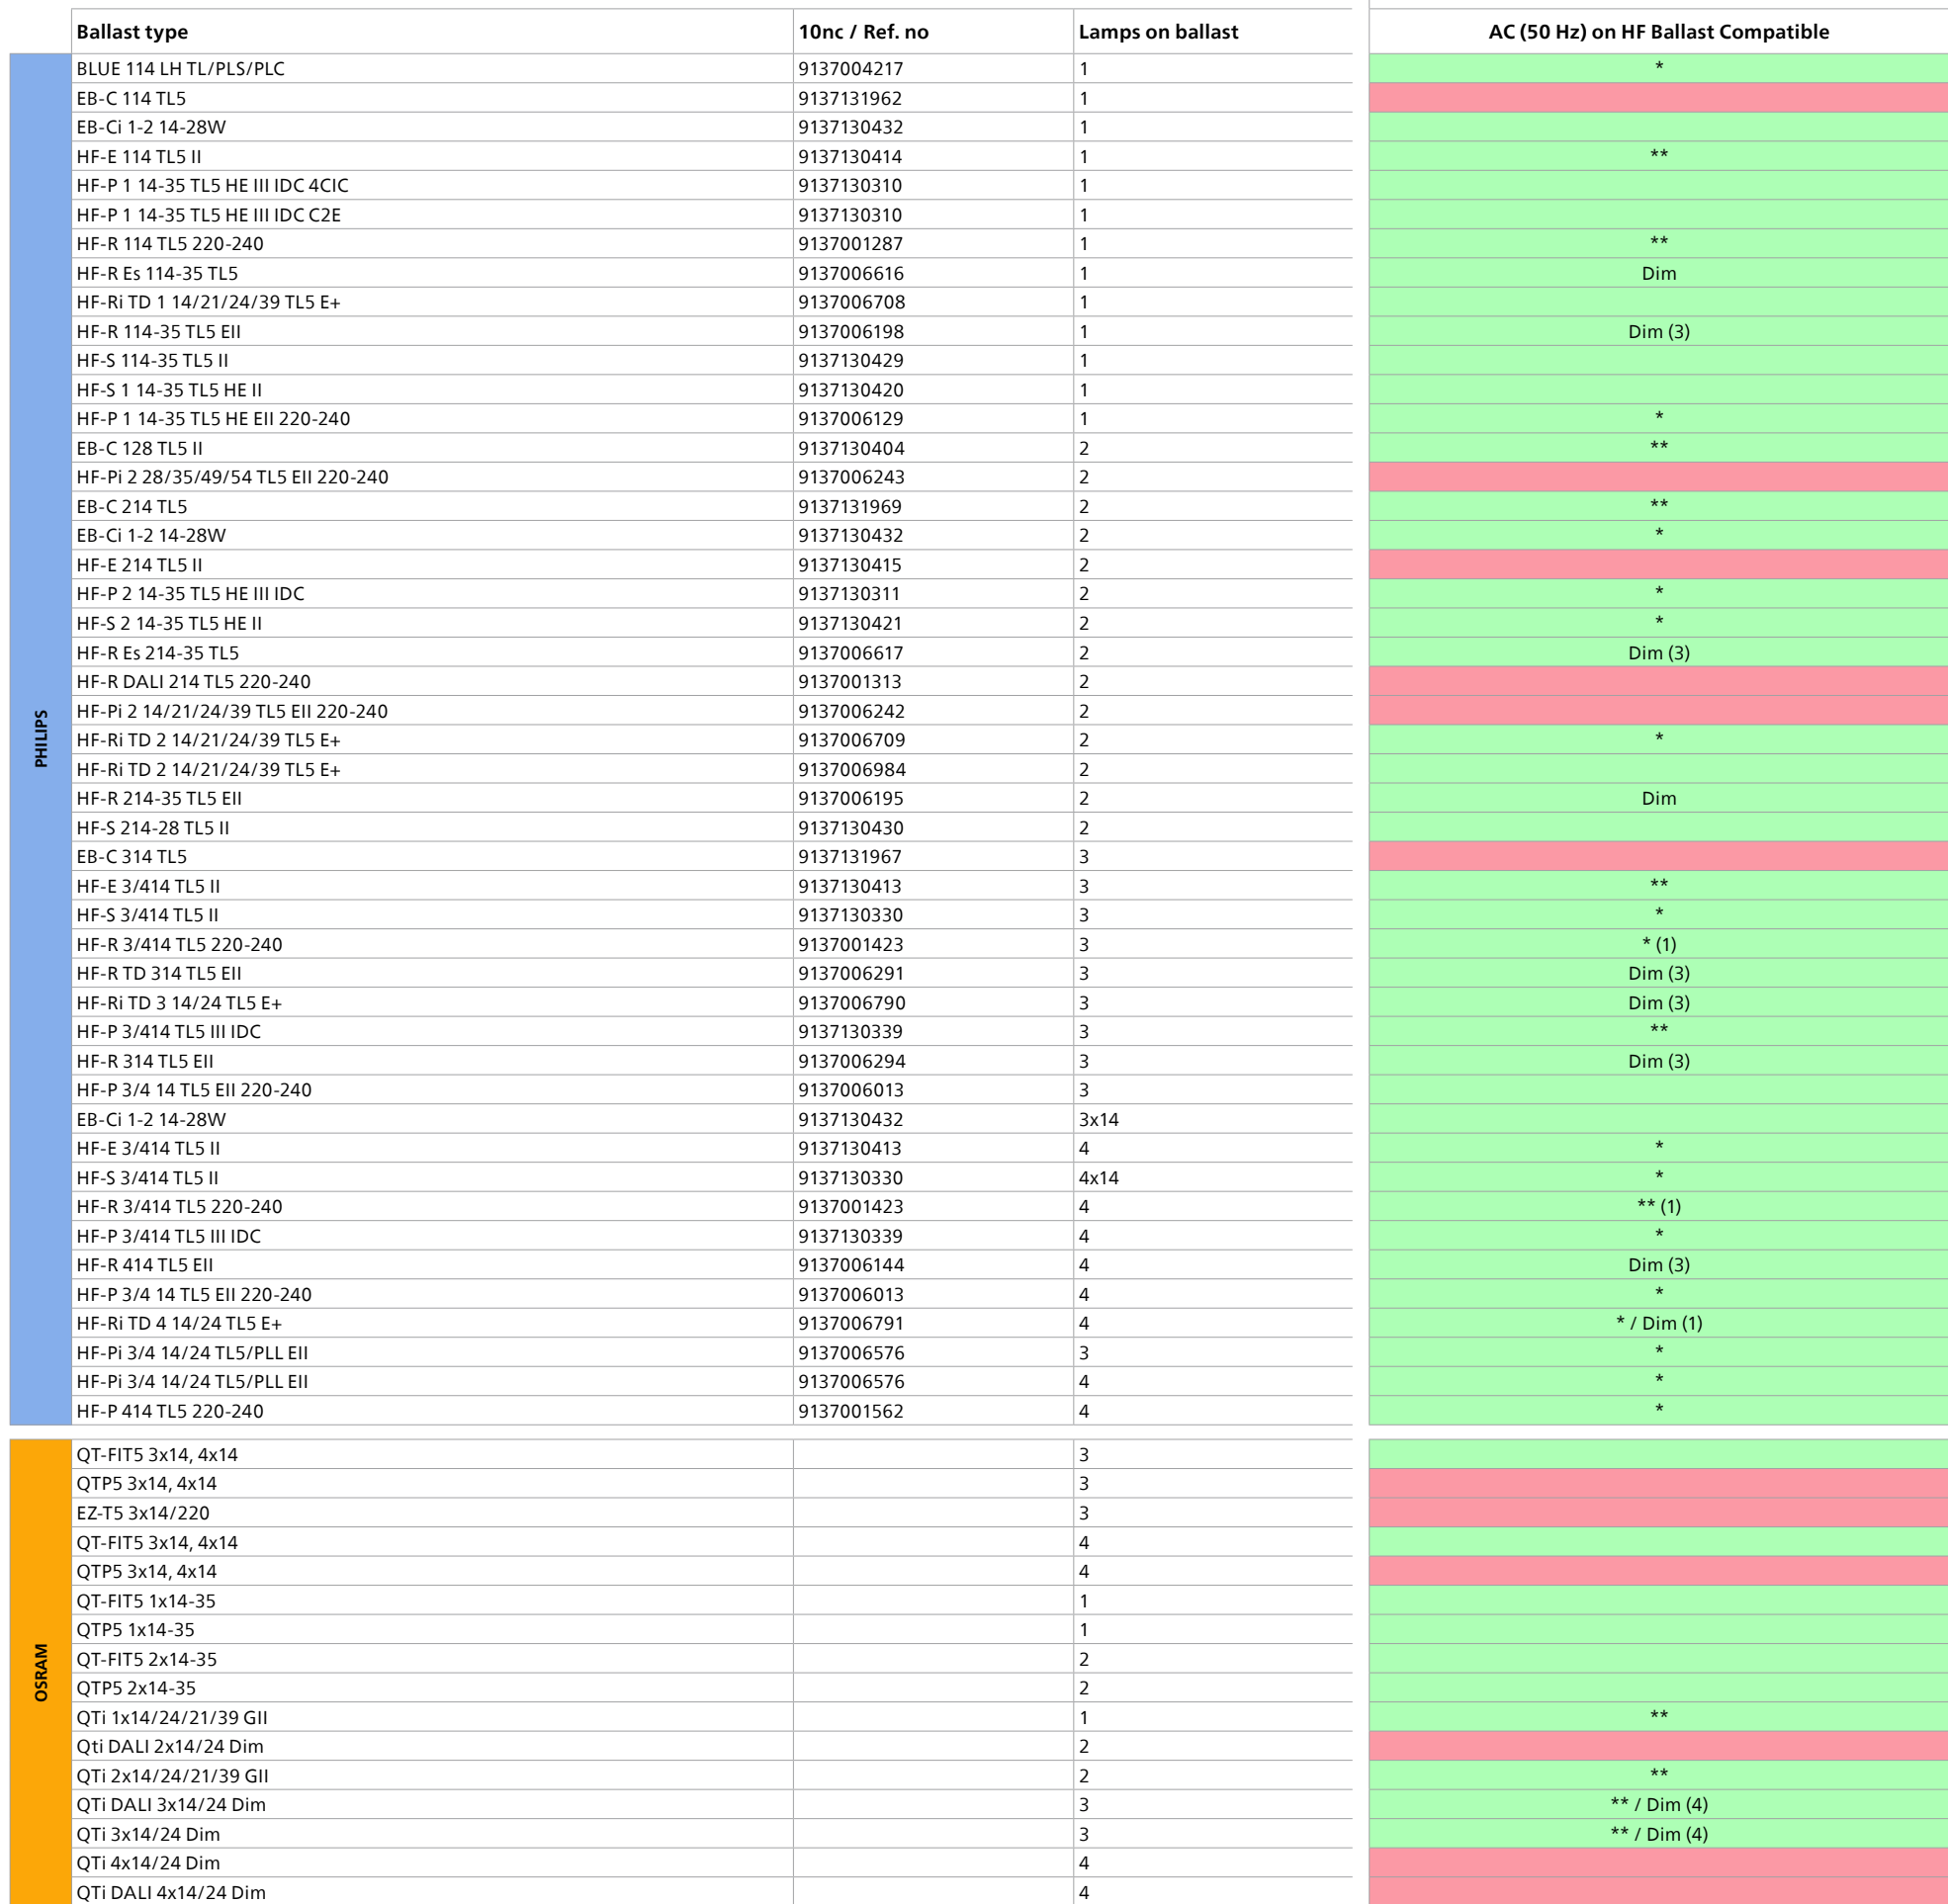 Ballast type 10nc / Ref. no Lamps on ballast AC (50 Hz) on HF Ballast Compatible
PHILIPS
BLUE 114 LH TL/PLS/PLC 9137004217 1 *
EB-C 114 TL5 9137131962 1
EB-Ci 1-2 14-28W 9137130432 1
HF-E 114 TL5 II 9137130414 1 **
HF-P 1 14-35 TL5 HE III IDC 4CIC 9137130310 1
HF-P 1 14-35 TL5 HE III IDC C2E 9137130310 1
HF-R 114 TL5 220-240 9137001287 1 **
HF-R Es 114-35 TL5 9137006616 1 Dim
HF-Ri TD 1 14/21/24/39 TL5 E+ 9137006708 1
HF-R 114-35 TL5 EII 9137006198 1 Dim (3)
HF-S 114-35 TL5 II 9137130429 1
HF-S 1 14-35 TL5 HE II 9137130420 1
HF-P 1 14-35 TL5 HE EII 220-240 9137006129 1 *
EB-C 128 TL5 II 9137130404 2 **
HF-Pi 2 28/35/49/54 TL5 EII 220-240 9137006243 2
EB-C 214 TL5 9137131969 2 **
EB-Ci 1-2 14-28W 9137130432 2 *
HF-E 214 TL5 II 9137130415 2
HF-P 2 14-35 TL5 HE III IDC 9137130311 2 *
HF-S 2 14-35 TL5 HE II 9137130421 2 *
HF-R Es 214-35 TL5 9137006617 2 Dim (3)
HF-R DALI 214 TL5 220-240 9137001313 2
HF-Pi 2 14/21/24/39 TL5 EII 220-240 9137006242 2
HF-Ri TD 2 14/21/24/39 TL5 E+ 9137006709 2 *
HF-Ri TD 2 14/21/24/39 TL5 E+ 9137006984 2
HF-R 214-35 TL5 EII 9137006195 2 Dim
HF-S 214-28 TL5 II 9137130430 2
EB-C 314 TL5 9137131967 3
HF-E 3/414 TL5 II 9137130413 3 **
HF-S 3/414 TL5 II 9137130330 3 *
HF-R 3/414 TL5 220-240 9137001423 3 * (1)
HF-R TD 314 TL5 EII 9137006291 3 Dim (3)
HF-Ri TD 3 14/24 TL5 E+ 9137006790 3 Dim (3)
HF-P 3/414 TL5 III IDC 9137130339 3 **
HF-R 314 TL5 EII 9137006294 3 Dim (3)
HF-P 3/4 14 TL5 EII 220-240 9137006013 3
EB-Ci 1-2 14-28W 9137130432 3x14
HF-E 3/414 TL5 II 9137130413 4 *
HF-S 3/414 TL5 II 9137130330 4x14 *
HF-R 3/414 TL5 220-240 9137001423 4 ** (1)
HF-P 3/414 TL5 III IDC 9137130339 4 *
HF-R 414 TL5 EII 9137006144 4 Dim (3)
HF-P 3/4 14 TL5 EII 220-240 9137006013 4 *
HF-Ri TD 4 14/24 TL5 E+ 9137006791 4 * / Dim (1)
HF-Pi 3/4 14/24 TL5/PLL EII 9137006576 3 *
HF-Pi 3/4 14/24 TL5/PLL EII 9137006576 4 *
HF-P 414 TL5 220-240 9137001562 4 *
OSRAM
QT-FIT5 3x14, 4x14 3
QTP5 3x14, 4x14 3
EZ-T5 3x14/220 3
QT-FIT5 3x14, 4x14 4
QTP5 3x14, 4x14 4
QT-FIT5 1x14-35 1
QTP5 1x14-35 1
QT-FIT5 2x14-35 2
QTP5 2x14-35 2
QTi 1x14/24/21/39 GII 1 **
Qti DALI 2x14/24 Dim 2
QTi 2x14/24/21/39 GII 2 **
QTi DALI 3x14/24 Dim 3 ** / Dim (4)
QTi 3x14/24 Dim 3 ** / Dim (4)
QTi 4x14/24 Dim 4
QTi DALI 4x14/24 Dim 4